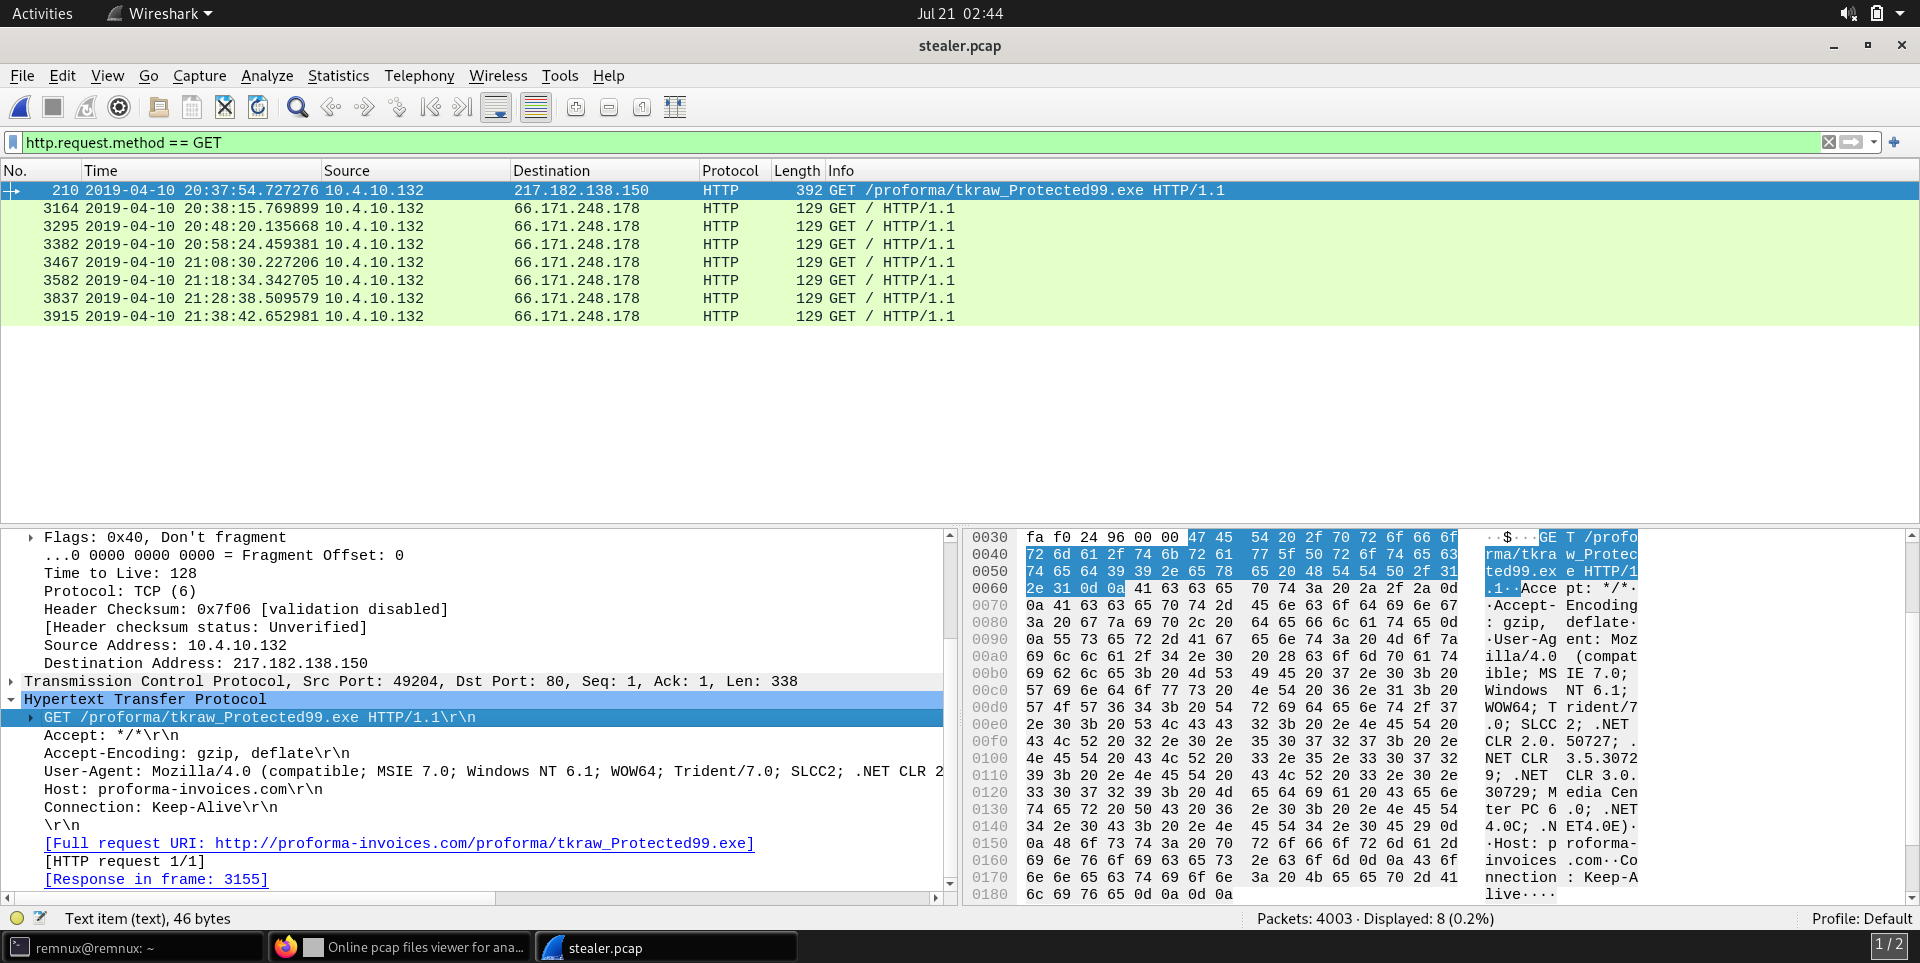 Activities Wireshark Jul 21 02:44
stealer.pcap
File Edit View Go Capture Analyze Statistics Telephony Wireless Tools Help
http.request.method == GET
No. Time Source Destination Protocol Length Info
210 2019-04-10 20:37:54.727276 10.4.10.132 217.182.138.150 HTTP 392 GET /proforma/tkraw_Protected99.exe HTTP/1.1
3164 2019-04-10 20:38:15.769899 10.4.10.132 66.171.248.178 HTTP 129 GET / HTTP/1.1
3295 2019-04-10 20:48:20.135668 10.4.10.132 66.171.248.178 HTTP 129 GET / HTTP/1.1
3382 2019-04-10 20:58:24.459381 10.4.10.132 66.171.248.178 HTTP 129 GET / HTTP/1.1
3467 2019-04-10 21:08:30.227206 10.4.10.132 66.171.248.178 HTTP 129 GET / HTTP/1.1
3582 2019-04-10 21:18:34.342705 10.4.10.132 66.171.248.178 HTTP 129 GET / HTTP/1.1
3837 2019-04-10 21:28:38.509579 10.4.10.132 66.171.248.178 HTTP 129 GET / HTTP/1.1
3915 2019-04-10 21:38:42.652981 10.4.10.132 66.171.248.178 HTTP 129 GET / HTTP/1.1
Flags: 0x40, Don't fragment
...0 0000 0000 0000 = Fragment Offset: 0
Time to Live: 128
Protocol: TCP (6)
Header Checksum: 0x7f06 [validation disabled]
[Header checksum status: Unverified]
Source Address: 10.4.10.132
Destination Address: 217.182.138.150
Transmission Control Protocol, Src Port: 49204, Dst Port: 80, Seq: 1, Ack: 1, Len: 338
Hypertext Transfer Protocol
GET /proforma/tkraw_Protected99.exe HTTP/1.1\r\n
Accept: */*\r\n
Accept-Encoding: gzip, deflate\r\n
User-Agent: Mozilla/4.0 (compatible; MSIE 7.0; Windows NT 6.1; WOW64; Trident/7.0; SLCC2; .NET CLR 2
Host: proforma-invoices.com\r\n
Connection: Keep-Alive\r\n
\r\n
[Full request URI: http://proforma-invoices.com/proforma/tkraw_Protected99.exe]
[HTTP request 1/1]
[Response in frame: 3155]
0030 fa f0 24 96 00 00 47 45 54 20 2f 70 72 6f 66 6f ··$···GE T /profo
0040 72 6d 61 2f 74 6b 72 61 77 5f 50 72 6f 74 65 63 rma/tkra w_Protec
0050 74 65 64 39 39 2e 65 78 65 20 48 54 54 50 2f 31 ted99.ex e HTTP/1
0060 2e 31 0d 0a 41 63 63 65 70 74 3a 20 2a 2f 2a 0d .1··Acce pt: */*·
0070 0a 41 63 63 65 70 74 2d 45 6e 63 6f 64 69 6e 67 ·Accept- Encoding
0080 3a 20 67 7a 69 70 2c 20 64 65 66 6c 61 74 65 0d : gzip, deflate·
0090 0a 55 73 65 72 2d 41 67 65 6e 74 3a 20 4d 6f 7a ·User-Ag ent: Moz
00a0 69 6c 6c 61 2f 34 2e 30 20 28 63 6f 6d 70 61 74 illa/4.0 (compat
00b0 69 62 6c 65 3b 20 4d 53 49 45 20 37 2e 30 3b 20 ible; MS IE 7.0;
00c0 57 69 6e 64 6f 77 73 20 4e 54 20 36 2e 31 3b 20 Windows NT 6.1;
00d0 57 4f 57 36 34 3b 20 54 72 69 64 65 6e 74 2f 37 WOW64; T rident/7
00e0 2e 30 3b 20 53 4c 43 43 32 3b 20 2e 4e 45 54 20 .0; SLCC 2; .NET
00f0 43 4c 52 20 32 2e 30 2e 35 30 37 32 37 3b 20 2e CLR 2.0. 50727; .
0100 4e 45 54 20 43 4c 52 20 33 2e 35 2e 33 30 37 32 NET CLR 3.5.3072
0110 39 3b 20 2e 4e 45 54 20 43 4c 52 20 33 2e 30 2e 9; .NET CLR 3.0.
0120 33 30 37 32 39 3b 20 4d 65 64 69 61 20 43 65 6e 30729; M edia Cen
0130 74 65 72 20 50 43 20 36 2e 30 3b 20 2e 4e 45 54 ter PC 6 .0; .NET
0140 34 2e 30 43 3b 20 2e 4e 45 54 34 2e 30 45 29 0d 4.0C; .N ET4.0E)·
0150 0a 48 6f 73 74 3a 20 70 72 6f 66 6f 72 6d 61 2d ·Host: p roforma-
0160 69 6e 76 6f 69 63 65 73 2e 63 6f 6d 0d 0a 43 6f invoices .com··Co
0170 6e 6e 65 63 74 69 6f 6e 3a 20 4b 65 65 70 2d 41 nnection : Keep-A
0180 6c 69 76 65 0d 0a 0d 0a live····
Text item (text), 46 bytes Packets: 4003 · Displayed: 8 (0.2%) Profile: Default
remnux@remnux: ~ Online pcap files viewer for ana... stealer.pcap 1 / 2